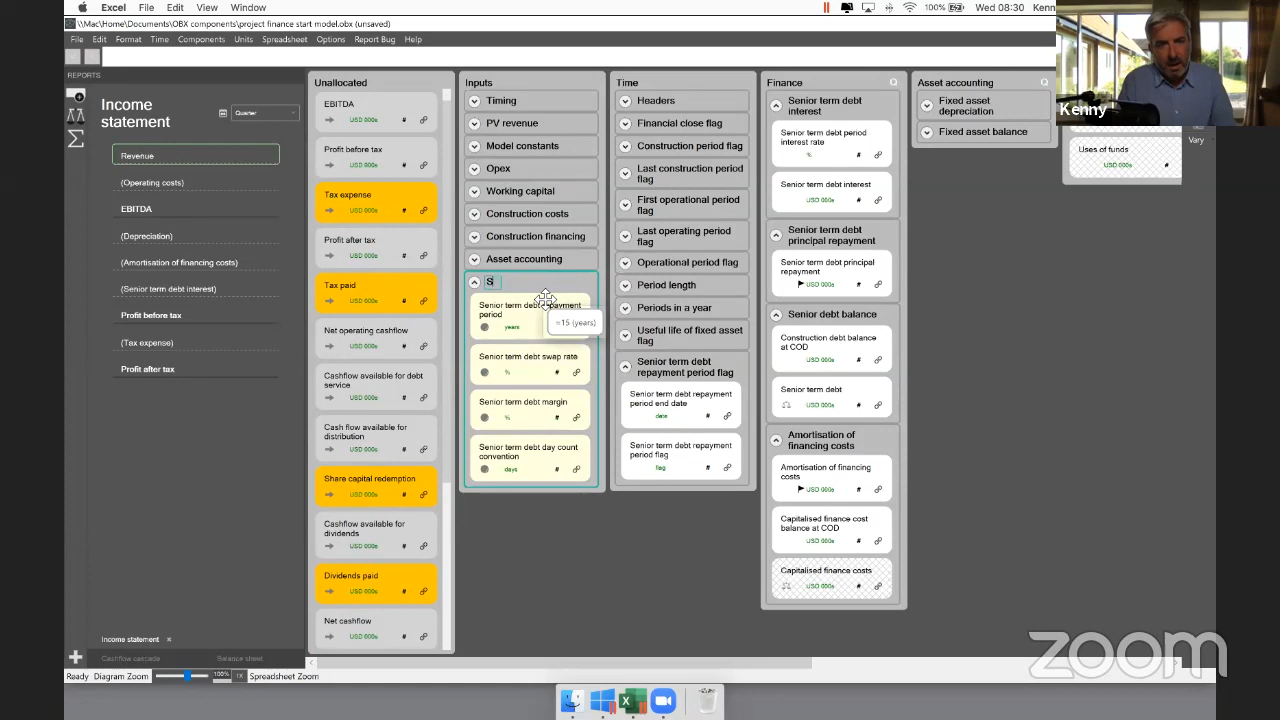 Excel File Edit View Window
100% Wed 08:30 Kenn
\\Mac\Home\Documents\OBX components\project finance start model.obx (unsaved)
File Edit Format Time Components Units Spreadsheet Options Report Bug Help
REPORTS
Income
statement
Quarter
Revenue
(Operating costs)
EBITDA
(Depreciation)
(Amortisation of financing costs)
(Senior term debt interest)
Profit before tax
(Tax expense)
Profit after tax
Income statement ×
Cashflow cascade Balance sheet
Ready Diagram Zoom 100% 1X Spreadsheet Zoom
Unallocated
EBITDA
USD 000s #
Profit before tax
USD 000s #
Tax expense
USD 000s #
Profit after tax
USD 000s #
Tax paid
USD 000s #
Net operating cashflow
USD 000s #
Cashflow available for debt
service
USD 000s #
Cash flow available for
distribution
USD 000s #
Share capital redemption
USD 000s #
Cashflow available for
dividends
USD 000s #
Dividends paid
USD 000s #
Net cashflow
USD 000s #
Inputs
Timing
PV revenue
Model constants
Opex
Working capital
Construction costs
Construction financing
Asset accounting
S
Senior term debt repayment
period
years
=15 (years)
Senior term debt swap rate
% #
Senior term debt margin
% #
Senior term debt day count
convention
days #
Time
Headers
Financial close flag
Construction period flag
Last construction period
flag
First operational period
flag
Last operating period
flag
Operational period flag
Period length
Periods in a year
Useful life of fixed asset
flag
Senior term debt
repayment period flag
Senior term debt repayment
period end date
date #
Senior term debt repayment
period flag
flag #
Finance
Senior term debt
interest
Senior term debt period
interest rate
% #
Senior term debt interest
USD 000s #
Senior term debt
principal repayment
Senior term debt principal
repayment
USD 000s #
Senior debt balance
Construction debt balance
at COD
USD 000s #
Senior term debt
USD 000s #
Amortisation of
financing costs
Amortisation of financing
costs
USD 000s #
Capitalised finance cost
balance at COD
USD 000s #
Capitalised finance costs
USD 000s #
Asset accounting
Fixed asset
depreciation
Fixed asset balance
Uses of funds
USD 000s #
Vary
Kenny
zoom